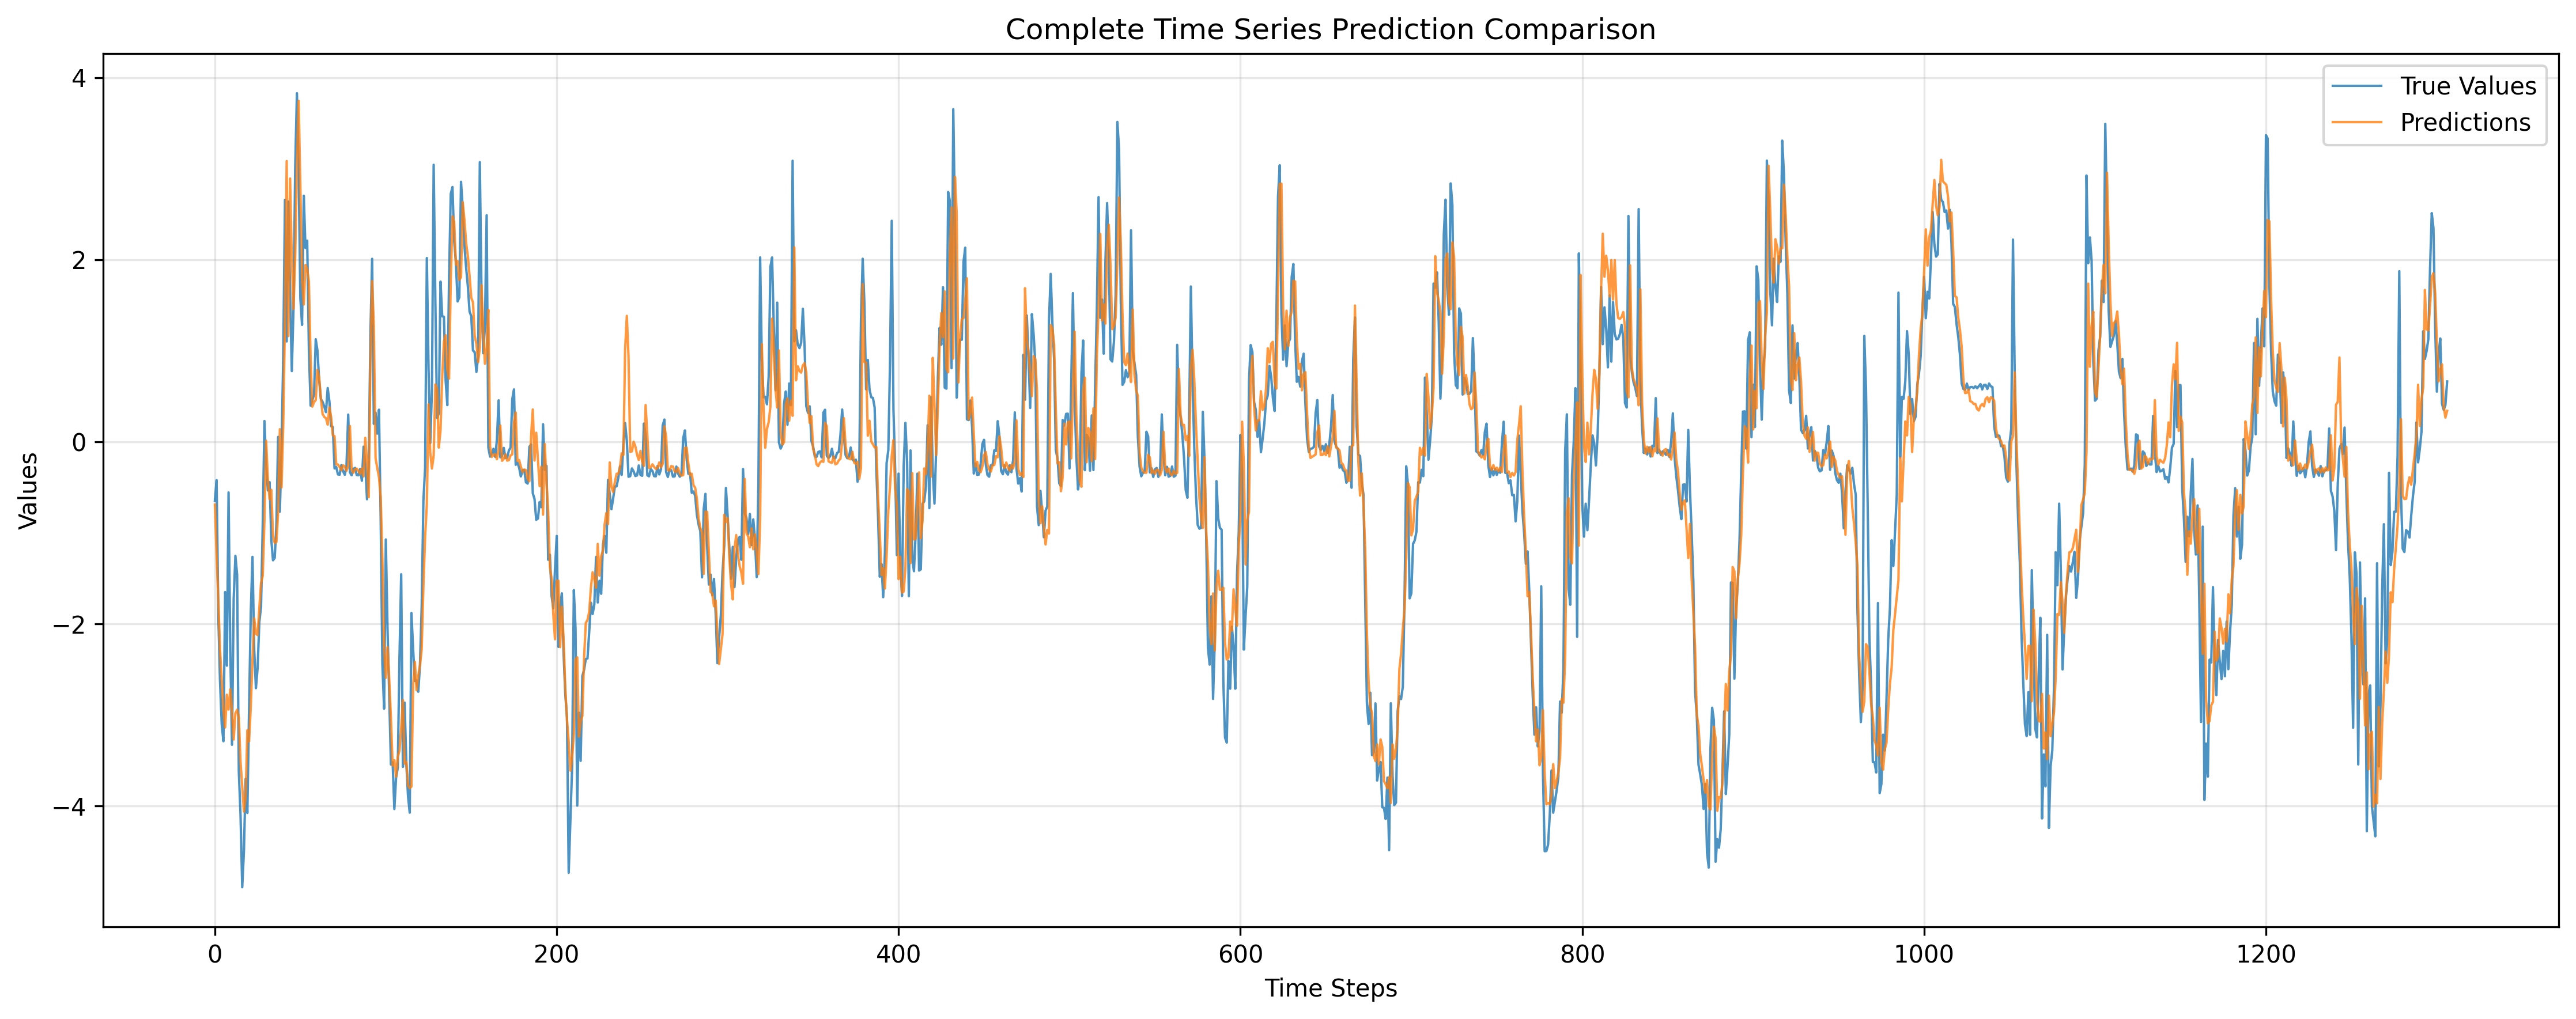 Complete Time Series Prediction Comparison
True Values
Predictions
Values
4
2
0
−2
−4
0 200 400 600 800 1000 1200
Time Steps